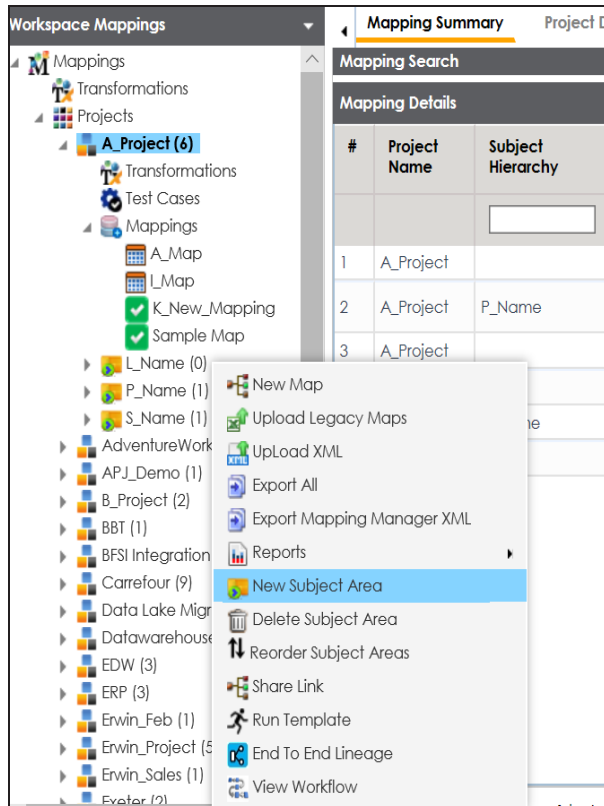 Workspace Mappings
Mappings
Transformations
Projects
A_Project (6)
Transformations
Test Cases
Mappings
A_Map
I_Map
K_New_Mapping
Sample Map
L_Name (0)
P_Name (1)
S_Name (1)
AdventureWork
APJ_Demo (1)
B_Project (2)
BBT (1)
BFSI Integration
Carrefour (9)
Data Lake Migr
Datawarehouse
EDW (3)
ERP (3)
Erwin_Feb (1)
Erwin_Project (5
Erwin_Sales (1)
Exeter (2)
Mapping Summary Project D
Mapping Search
Mapping Details
# Project Name Subject Hierarchy
1 A_Project
2 A_Project P_Name
3 A_Project
New Map
Upload Legacy Maps
UpLoad XML
Export All
Export Mapping Manager XML
Reports
New Subject Area
Delete Subject Area
Reorder Subject Areas
Share Link
Run Template
End To End Lineage
View Workflow